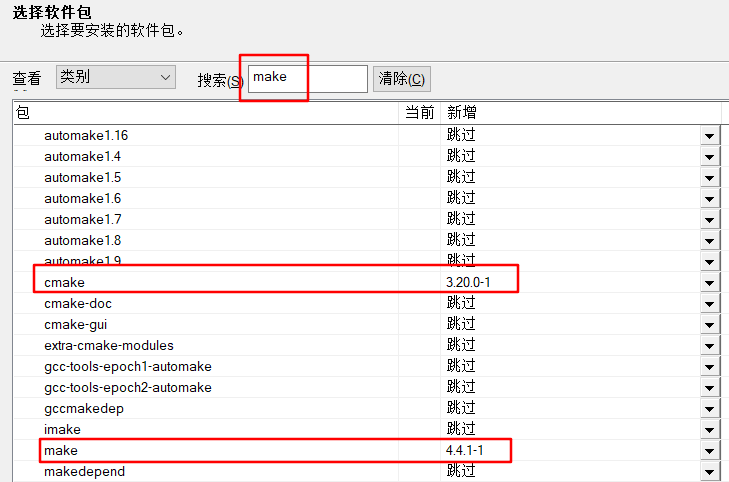 选择软件包
选择要安装的软件包。
查看 类别 搜索(S) make 清除(C)
包 当前 新增
automake1.16 跳过
automake1.4 跳过
automake1.5 跳过
automake1.6 跳过
automake1.7 跳过
automake1.8 跳过
automake1.9 跳过
cmake 3.20.0-1
cmake-doc 跳过
cmake-gui 跳过
extra-cmake-modules 跳过
gcc-tools-epoch1-automake 跳过
gcc-tools-epoch2-automake 跳过
gccmakedep 跳过
imake 跳过
make 4.4.1-1
makedepend 跳过